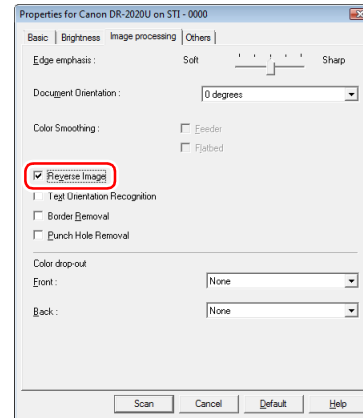 Properties for Canon DR-2020U on STI - 0000
Basic Brightness Image processing Others
Edge emphasis : Soft Sharp
Document Orientation : 0 degrees
Color Smoothing : Feeder
Flatbed
Reverse Image
Text Orientation Recognition
Border Removal
Punch Hole Removal
Color drop-out
Front : None
Back : None
Scan Cancel Default Help